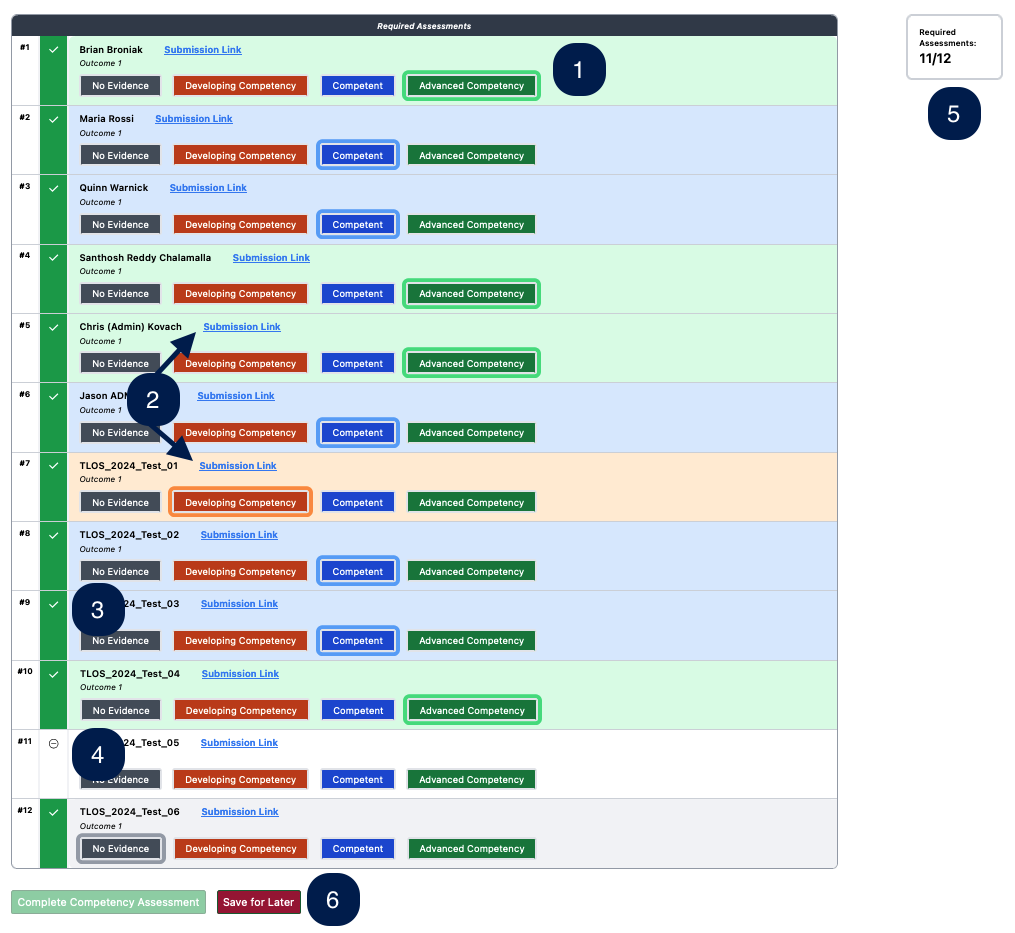 Required Assessments
#1 Brian Broniak Submission Link
Outcome 1
No Evidence Developing Competency Competent Advanced Competency
1
#2 Maria Rossi Submission Link
Outcome 1
No Evidence Developing Competency Competent Advanced Competency
#3 Quinn Warnick Submission Link
Outcome 1
No Evidence Developing Competency Competent Advanced Competency
#4 Santhosh Reddy Chalamalla Submission Link
Outcome 1
No Evidence Developing Competency Competent Advanced Competency
#5 Chris (Admin) Kovach Submission Link
Outcome 1
No Evidence Developing Competency Competent Advanced Competency
2
#6 Jason Submission Link
Outcome 1
No Evidence Developing Competency Competent Advanced Competency
#7 TLOS_2024_Test_01 Submission Link
Outcome 1
No Evidence Developing Competency Competent Advanced Competency
#8 TLOS_2024_Test_02 Submission Link
Outcome 1
No Evidence Developing Competency Competent Advanced Competency
3
#9 24_Test_03 Submission Link
No Evidence Developing Competency Competent Advanced Competency
#10 TLOS_2024_Test_04 Submission Link
Outcome 1
No Evidence Developing Competency Competent Advanced Competency
4
#11 24_Test_05 Submission Link
No Evidence Developing Competency Competent Advanced Competency
#12 TLOS_2024_Test_06 Submission Link
Outcome 1
No Evidence Developing Competency Competent Advanced Competency
Complete Competency Assessment Save for Later
6
Required
Assessments:
11/12
5